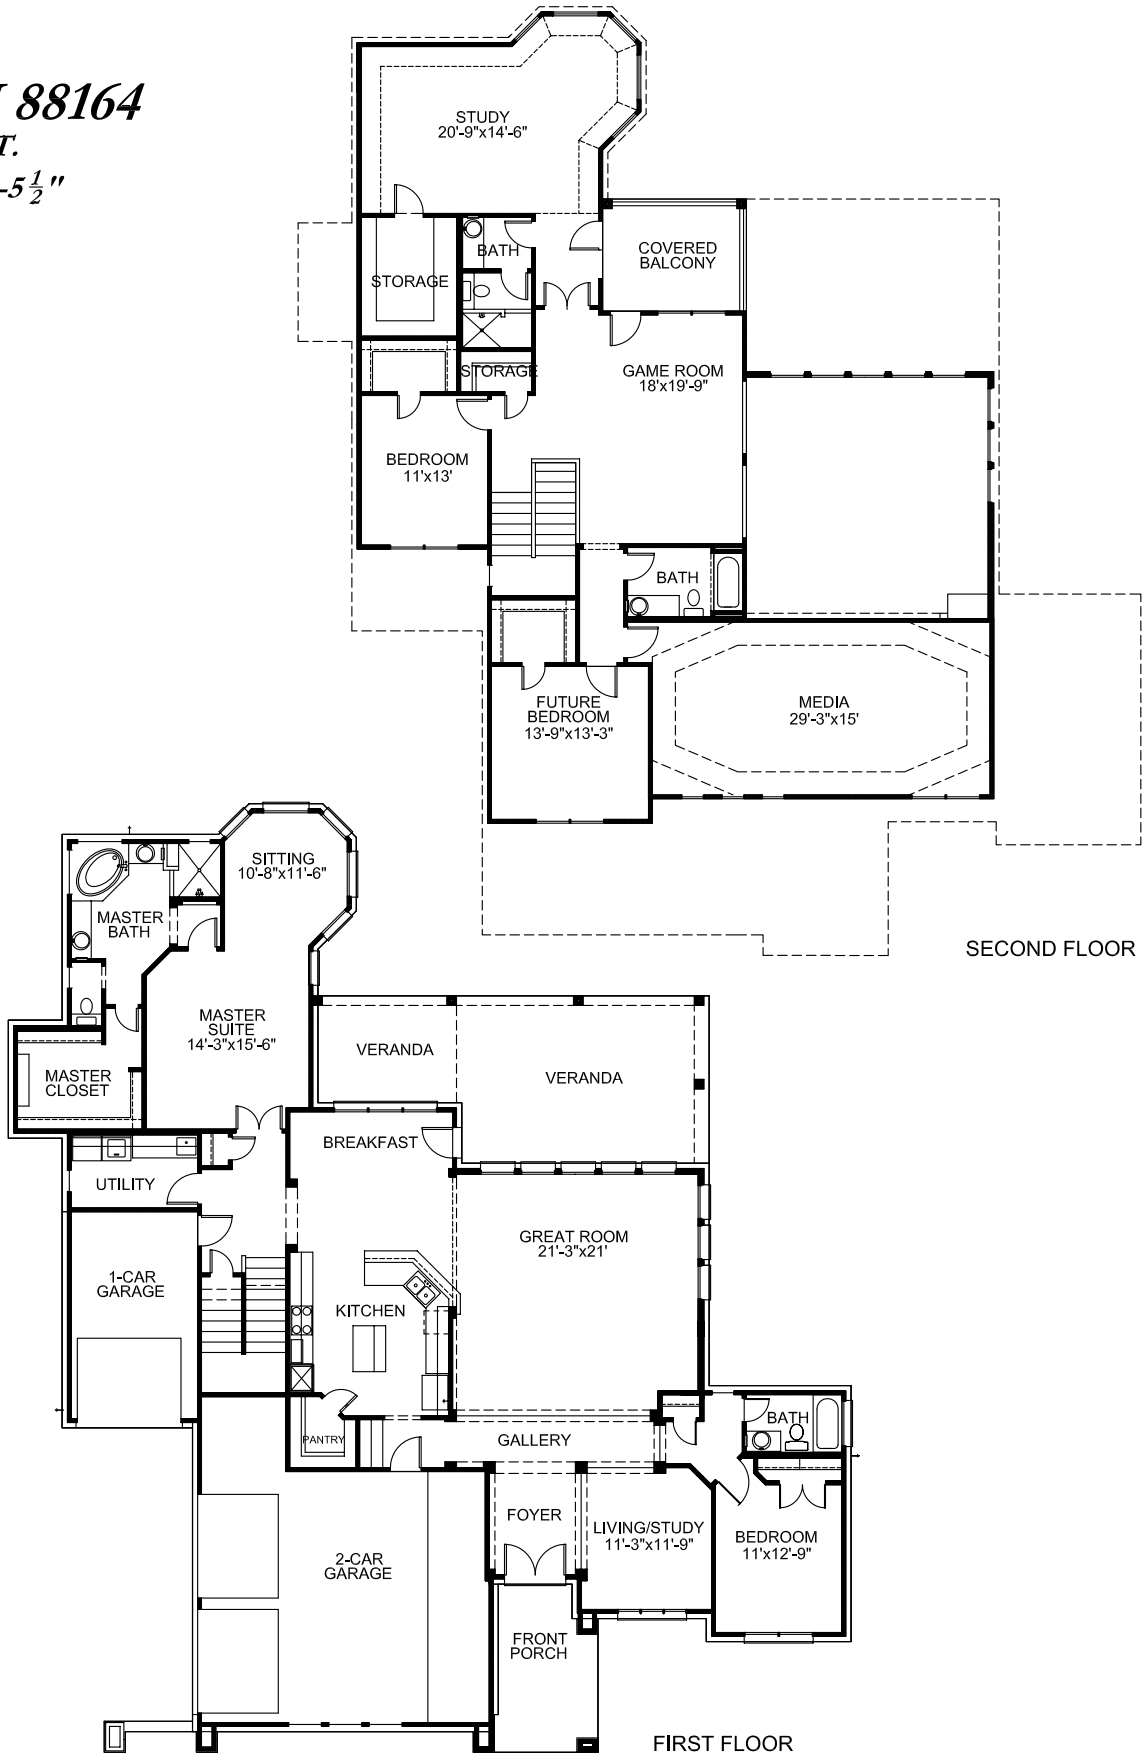 88164
T.
-5 1/2"
STUDY
20'-9"x14'-6"
BATH
COVERED
BALCONY
STORAGE
STORAGE
GAME ROOM
18'x19'-9"
BEDROOM
11'x13'
BATH
FUTURE
BEDROOM
13'-9"x13'-3"
MEDIA
29'-3"x15'
SECOND FLOOR
SITTING
10'-8"x11'-6"
MASTER
BATH
MASTER
SUITE
14'-3"x15'-6"
MASTER
CLOSET
VERANDA
VERANDA
BREAKFAST
UTILITY
GREAT ROOM
21'-3"x21'
1-CAR
GARAGE
KITCHEN
PANTRY
GALLERY
BATH
FOYER
LIVING/STUDY
11'-3"x11'-9"
BEDROOM
11'x12'-9"
2-CAR
GARAGE
FRONT
PORCH
FIRST FLOOR